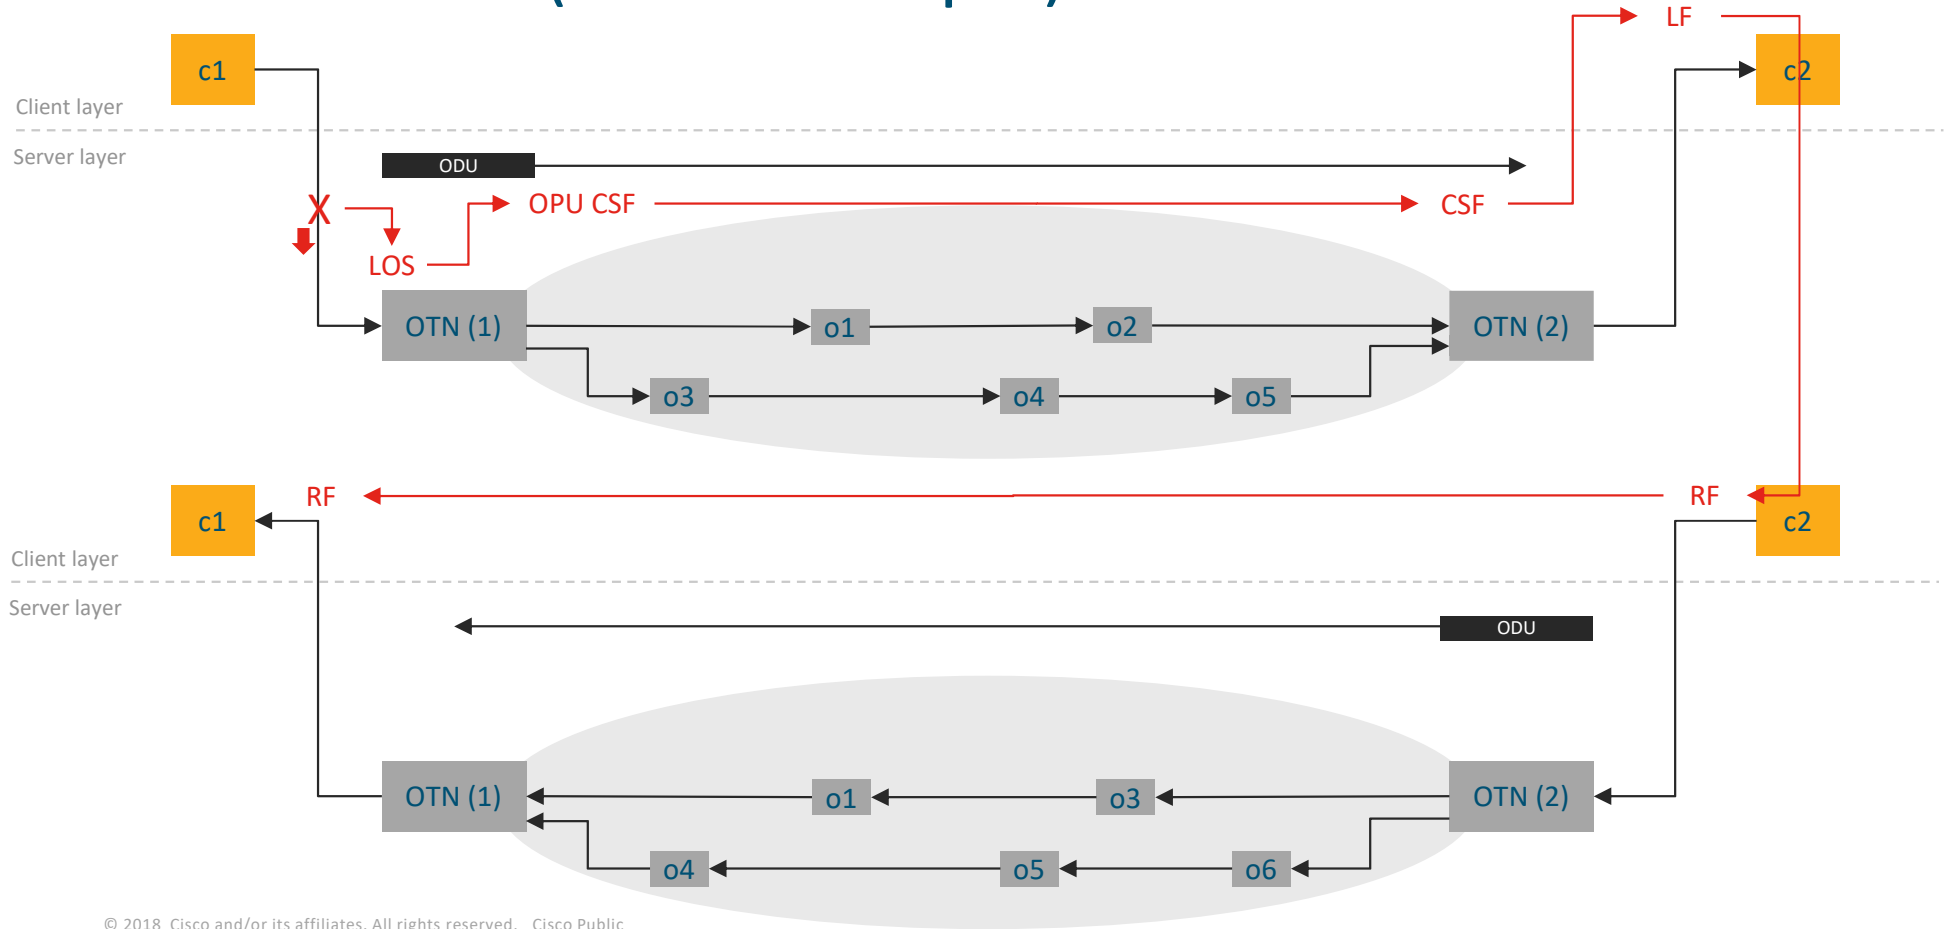 LF
c1
c2
Client layer
Server layer
ODU
X
OPU CSF
CSF
LOS
OTN (1)
o1
o2
OTN (2)
o3
o4
o5
RF
RF
c1
c2
Client layer
Server layer
ODU
OTN (1)
o1
o3
OTN (2)
o4
o5
o6
© 2018 Cisco and/or its affiliates. All rights reserved. Cisco Public